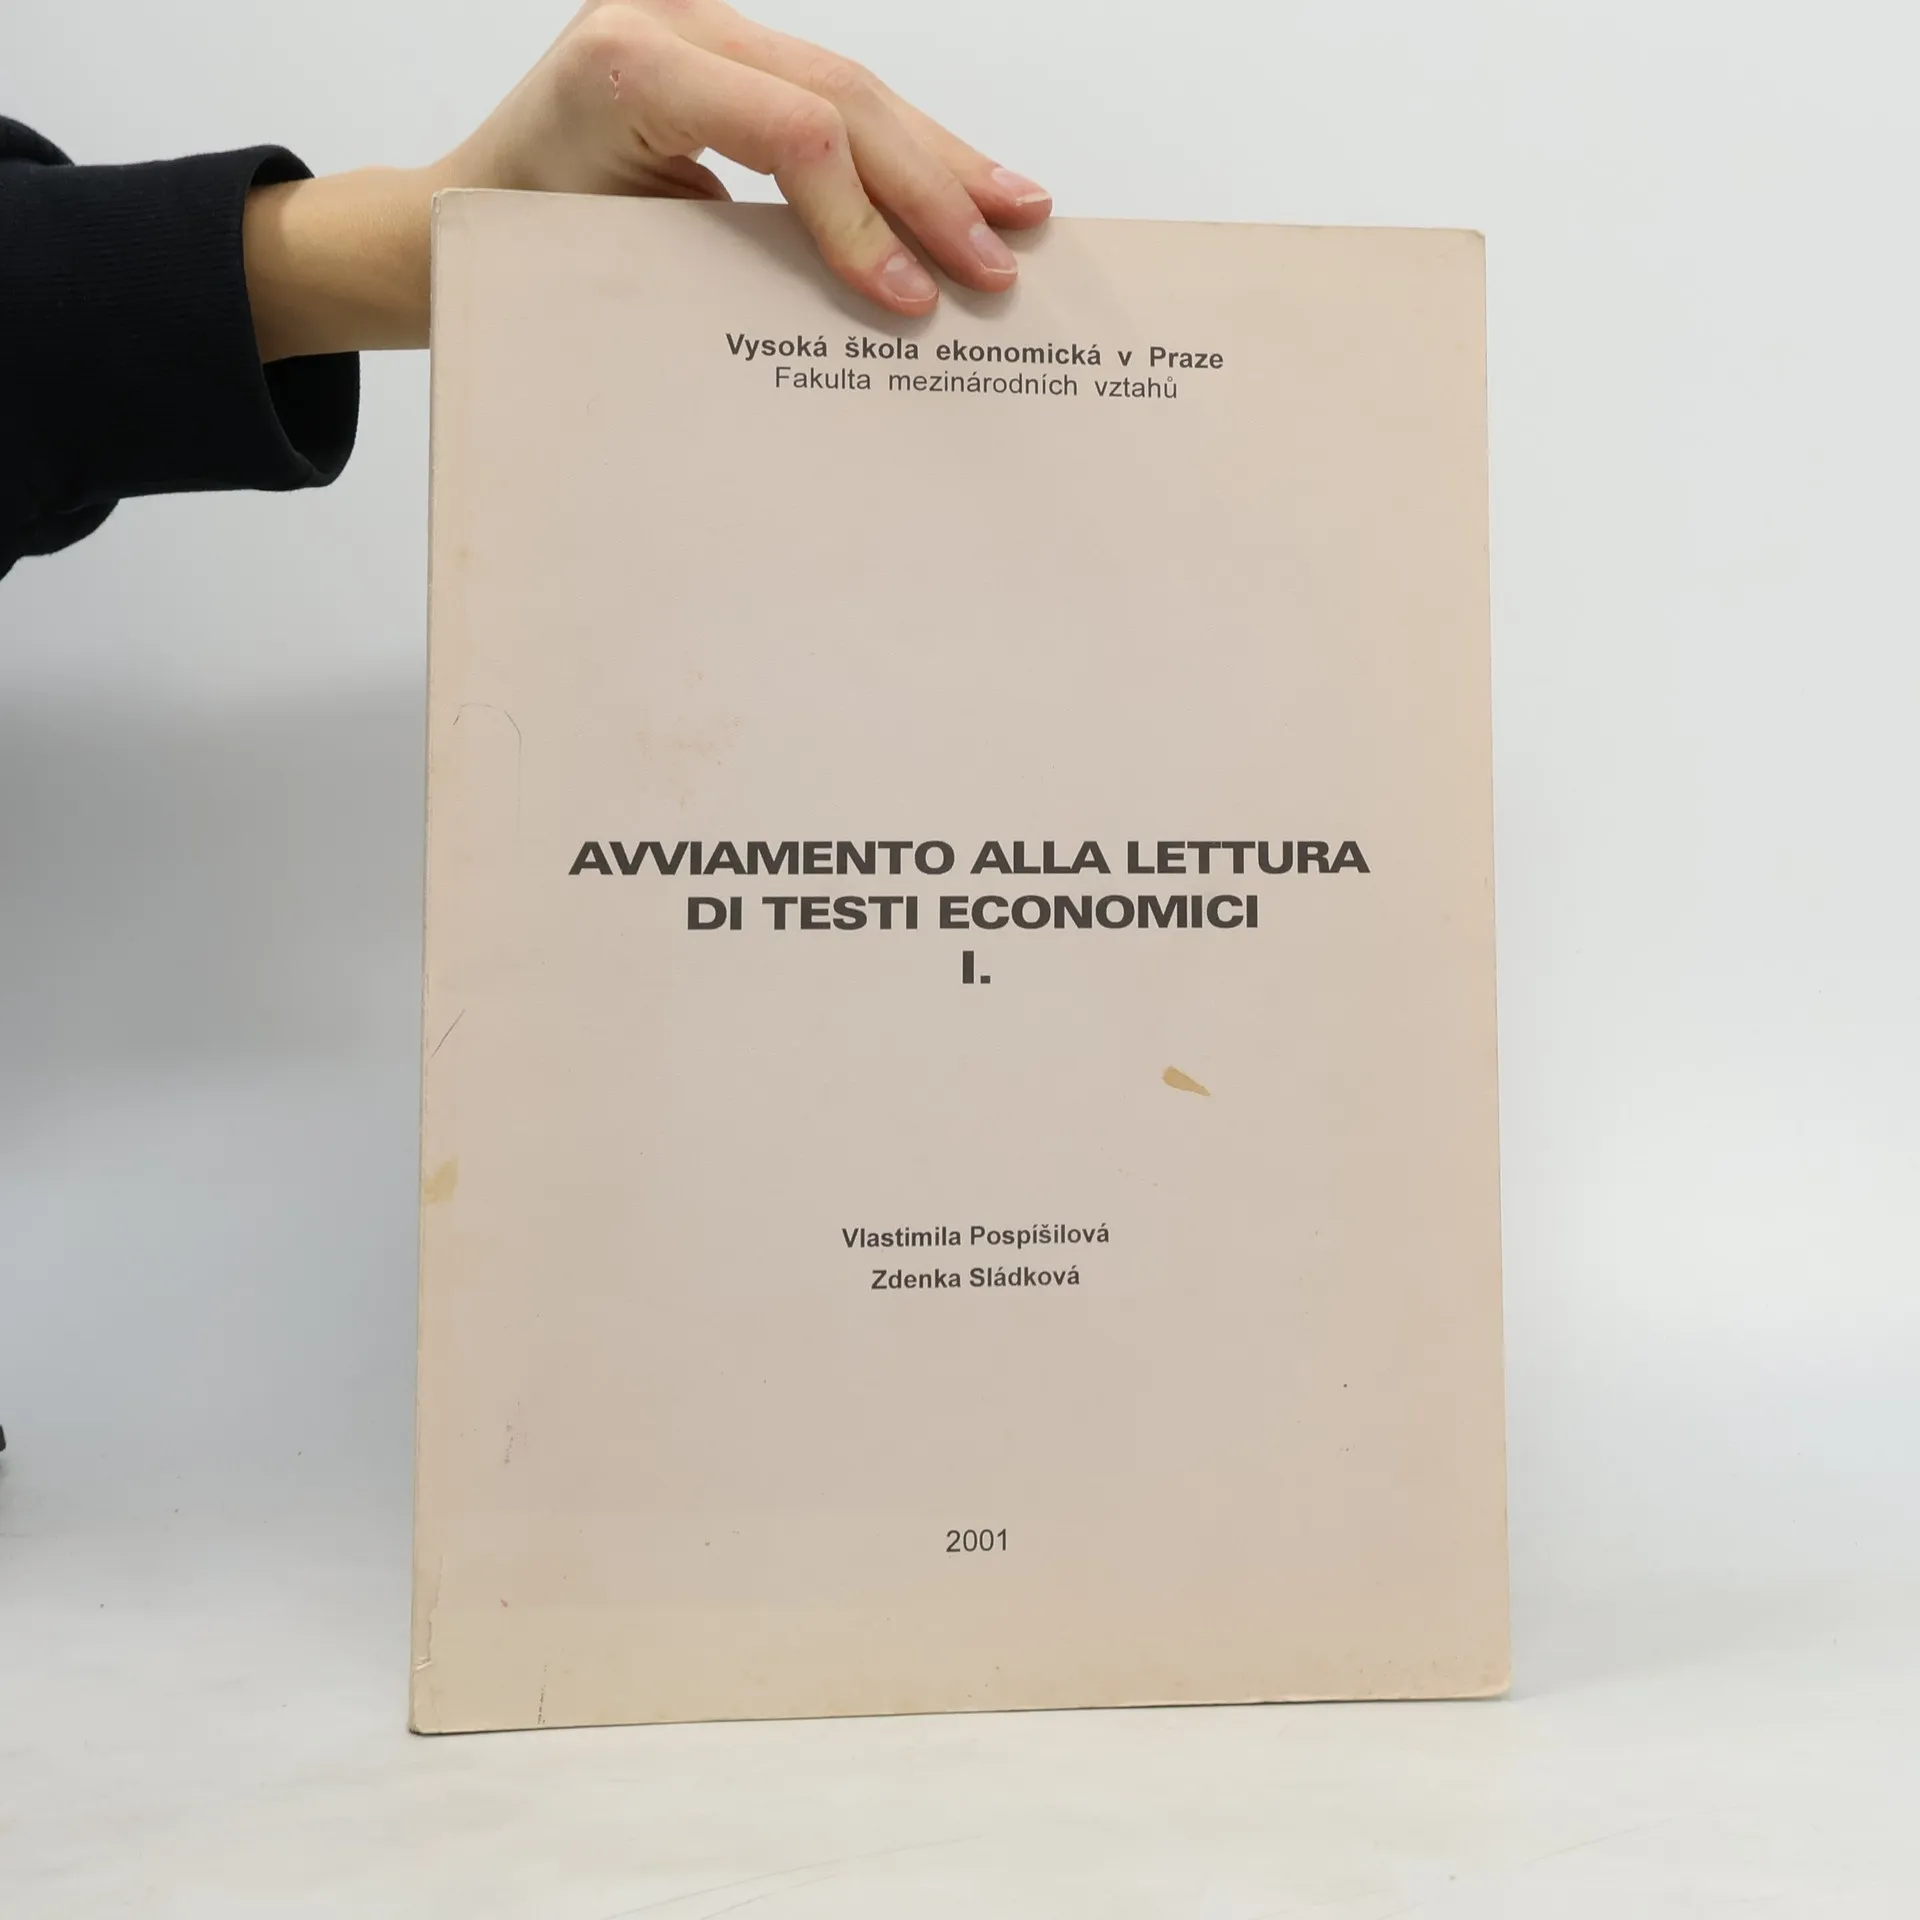 Vysoká škola ekonomická v Praze
Fakulta mezinárodních vztahů
AVVIAMENTO ALLA LETTURA
DI TESTI ECONOMICI
I.
Vlastimila Pospíšilová
Zdenka Sládková
2001